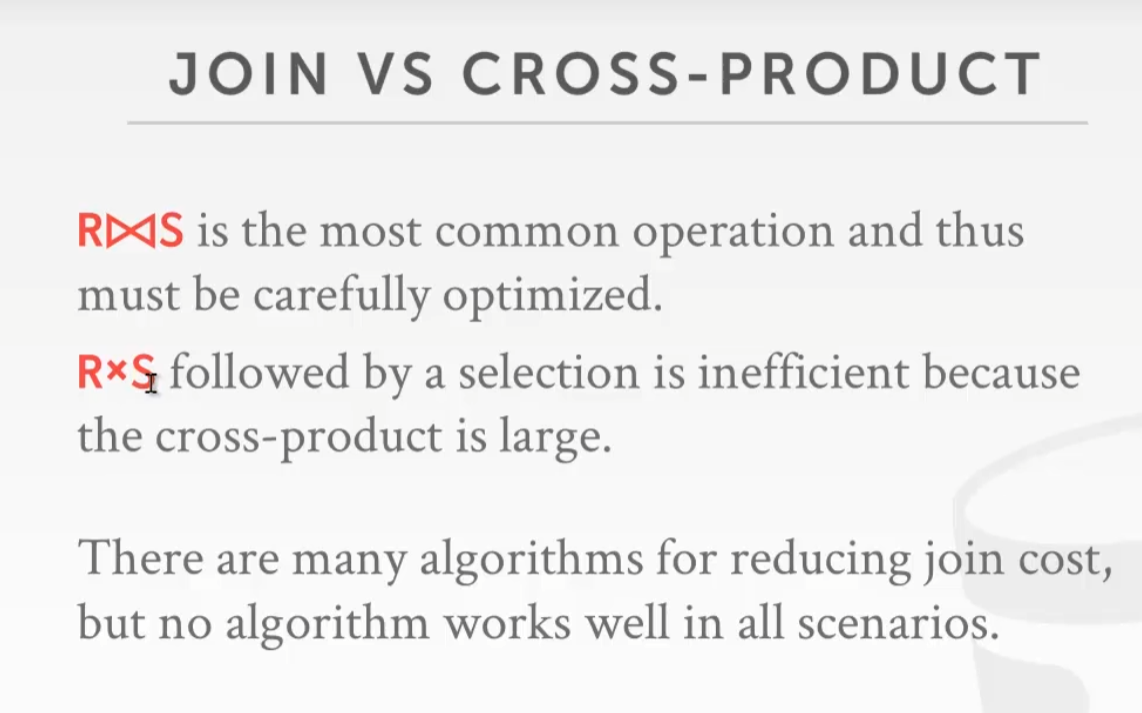 JOIN VS CROSS-PRODUCT
R⋈S is the most common operation and thus
must be carefully optimized.
R×S followed by a selection is inefficient because
the cross-product is large.
There are many algorithms for reducing join cost,
but no algorithm works well in all scenarios.